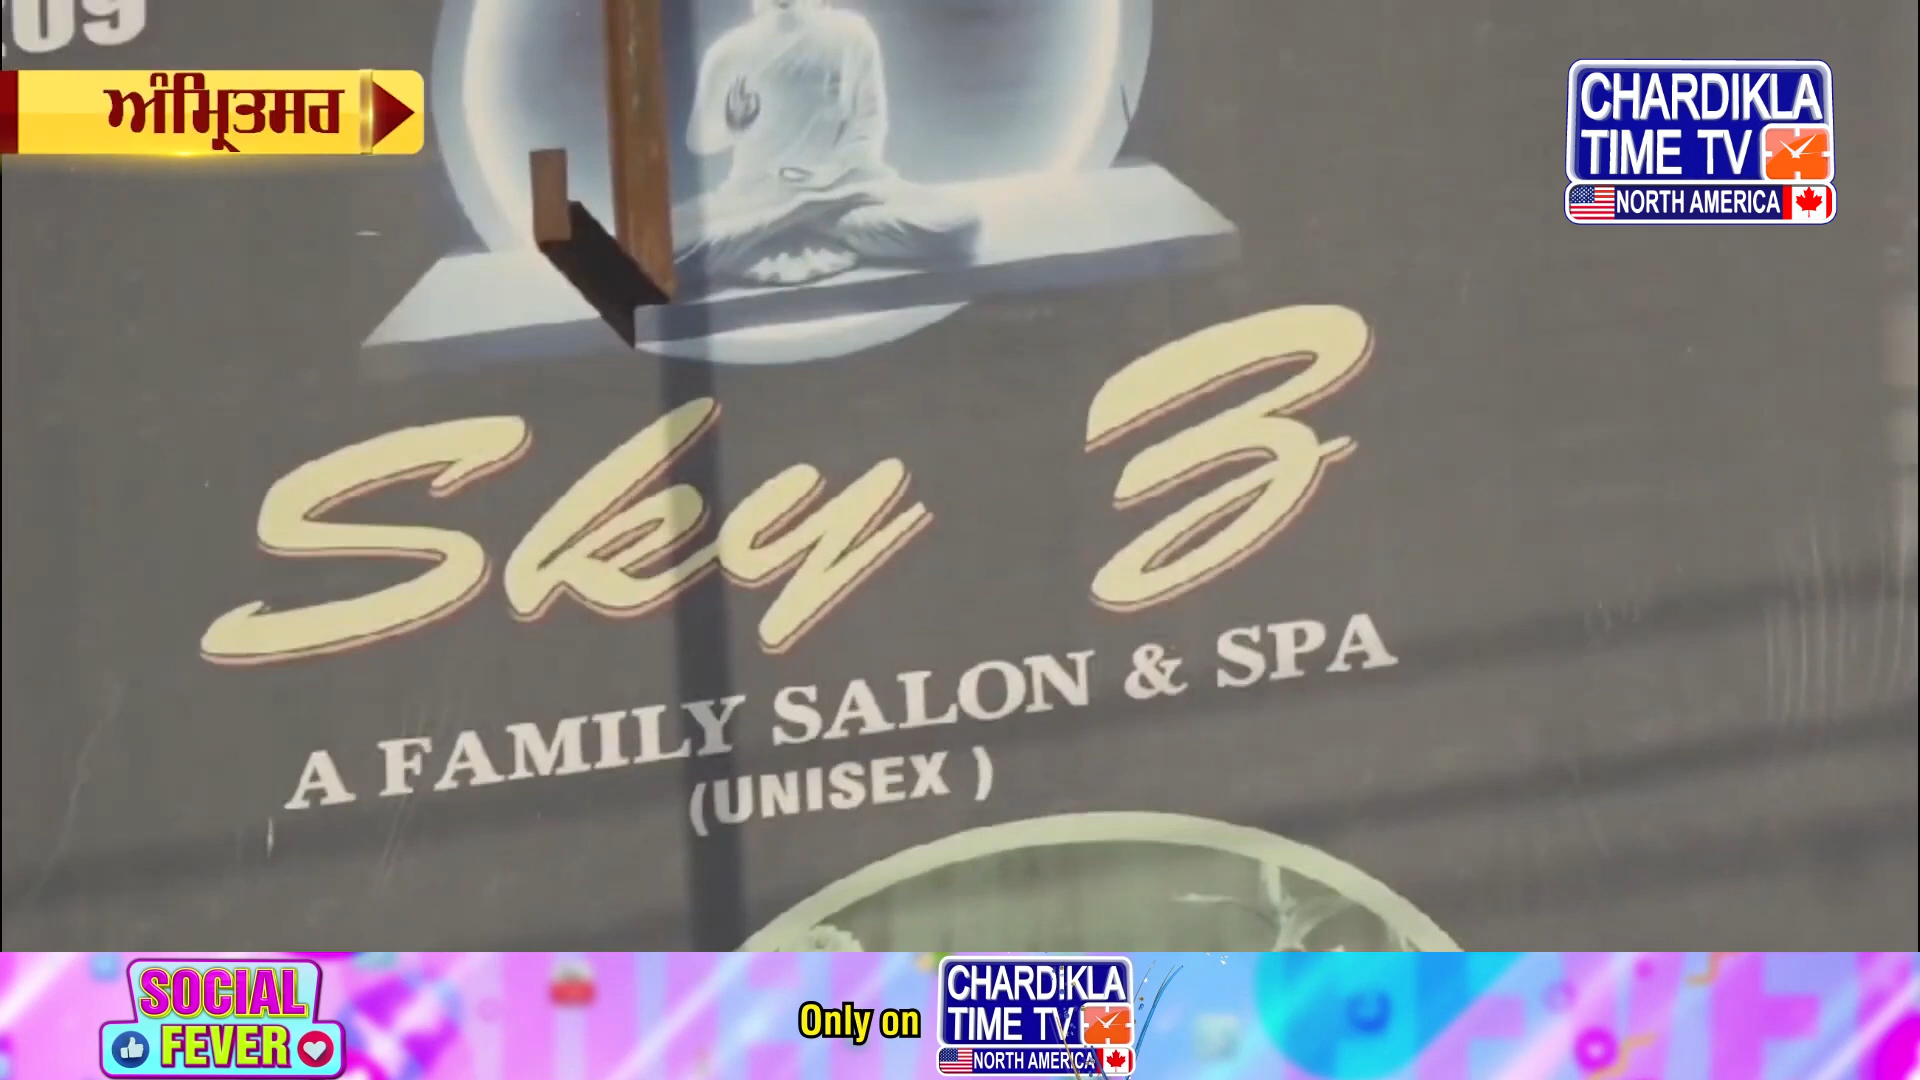 09
ਅੰਮ੍ਰਿਤਸਰ
CHARDIKLA
TIME TV
NORTH AMERICA
Sky Z
A FAMILY SALON & SPA
(UNISEX )
SOCIAL
FEVER
Only on
CHARDIKLA
TIME TV
NORTH AMERICA